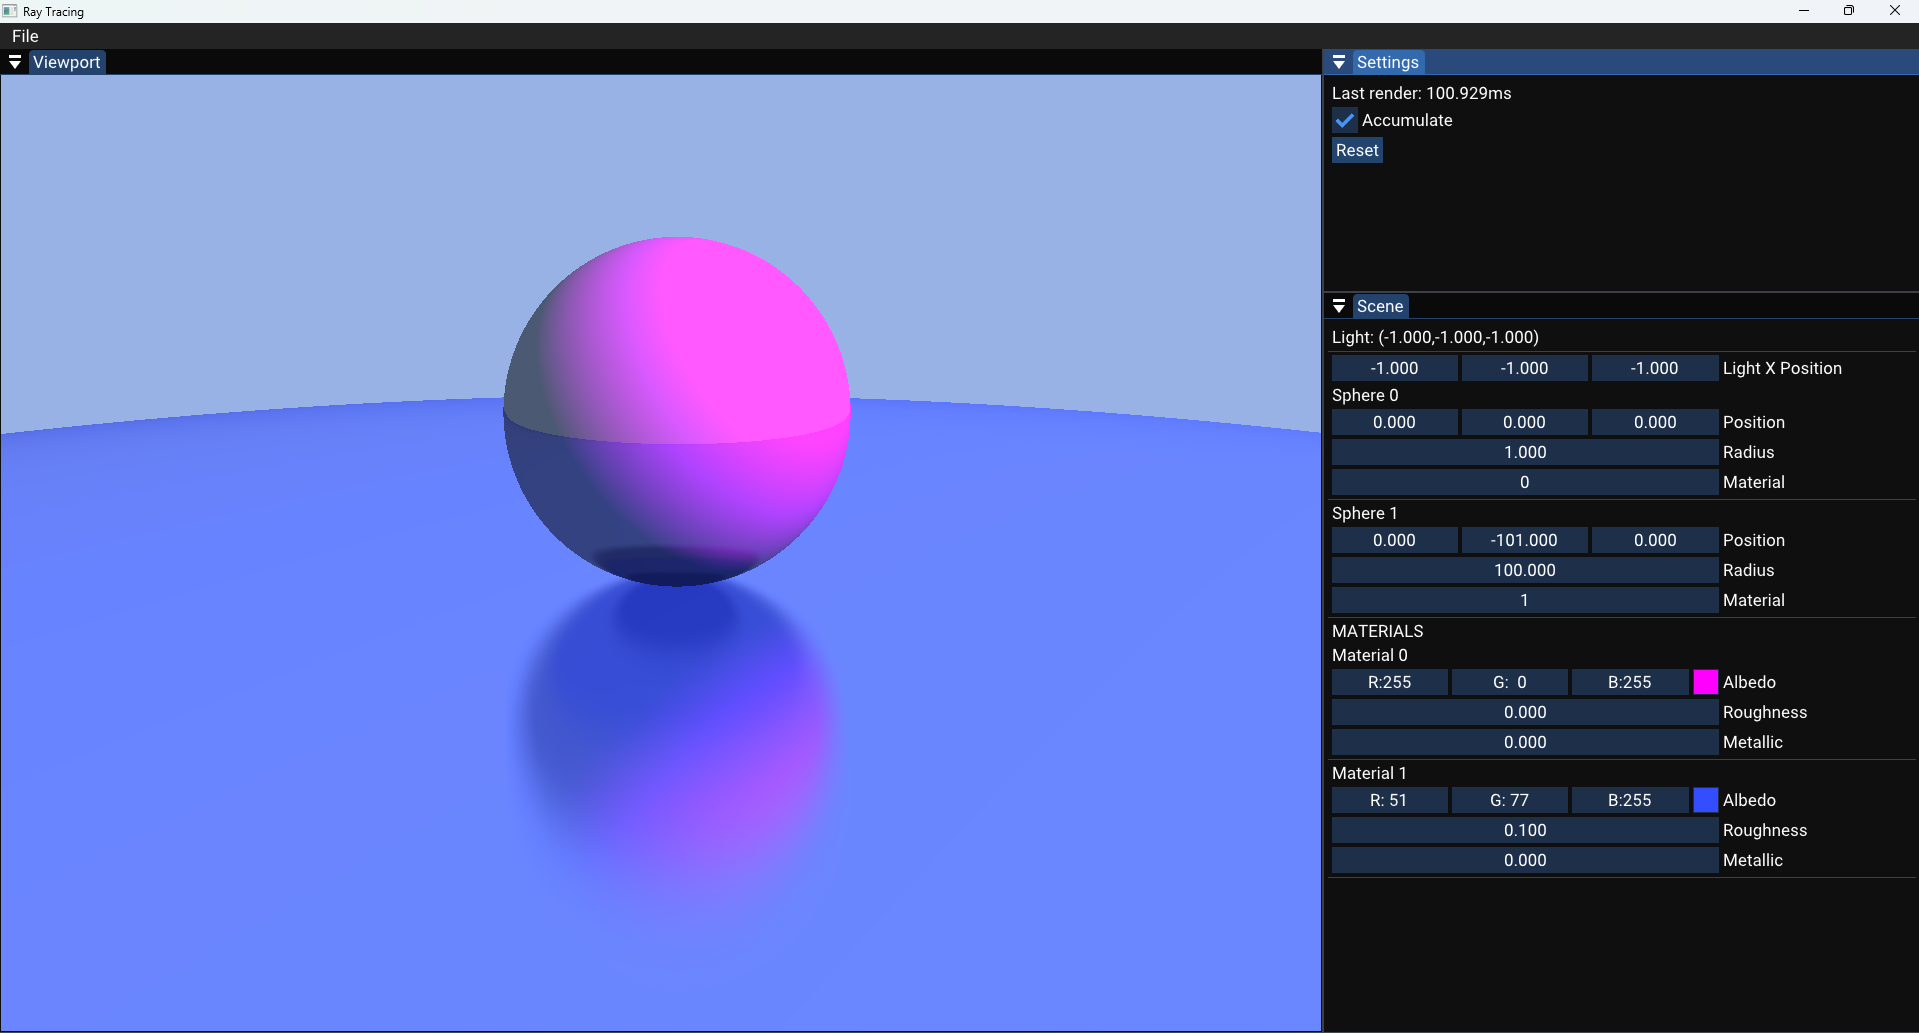 Ray Tracing
File
Viewport
Settings
Last render: 100.929ms
Accumulate
Reset
Scene
Light: (-1.000,-1.000,-1.000)
-1.000 -1.000 -1.000 Light X Position
Sphere 0
0.000 0.000 0.000 Position
1.000 Radius
0 Material
Sphere 1
0.000 -101.000 0.000 Position
100.000 Radius
1 Material
MATERIALS
Material 0
R:255 G: 0 B:255 Albedo
0.000 Roughness
0.000 Metallic
Material 1
R: 51 G: 77 B:255 Albedo
0.100 Roughness
0.000 Metallic